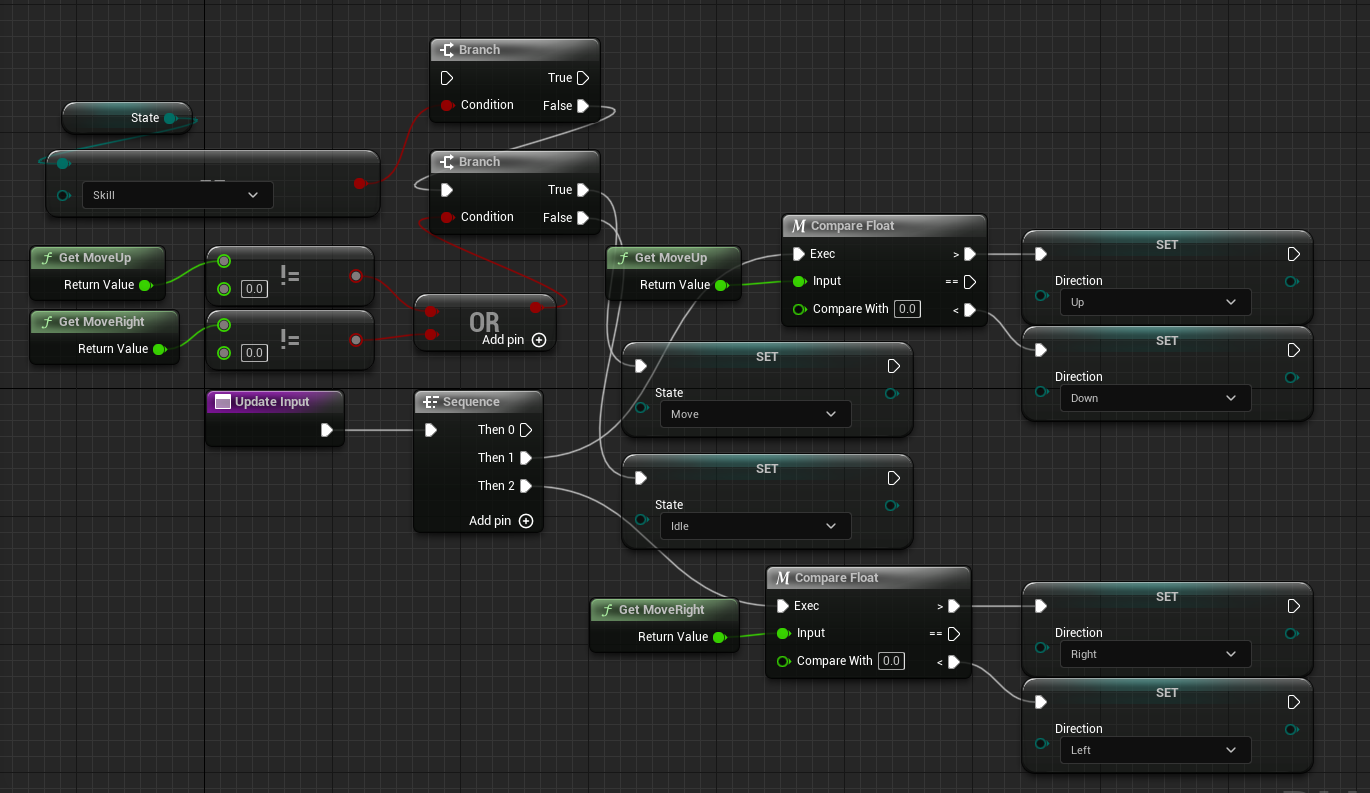 Branch
True
Condition
False
State
==
Skill
Branch
True
Condition
False
Get MoveUp
Return Value
!=
0.0
Get MoveRight
Return Value
!=
0.0
OR
Add pin
Update Input
Sequence
Then 0
Then 1
Then 2
Add pin
Get MoveUp
Return Value
Compare Float
Exec
>
Input
==
Compare With
0.0
<
SET
Direction
Up
SET
Direction
Down
SET
State
Move
SET
State
Idle
Get MoveRight
Return Value
Compare Float
Exec
>
Input
==
Compare With
0.0
<
SET
Direction
Right
SET
Direction
Left